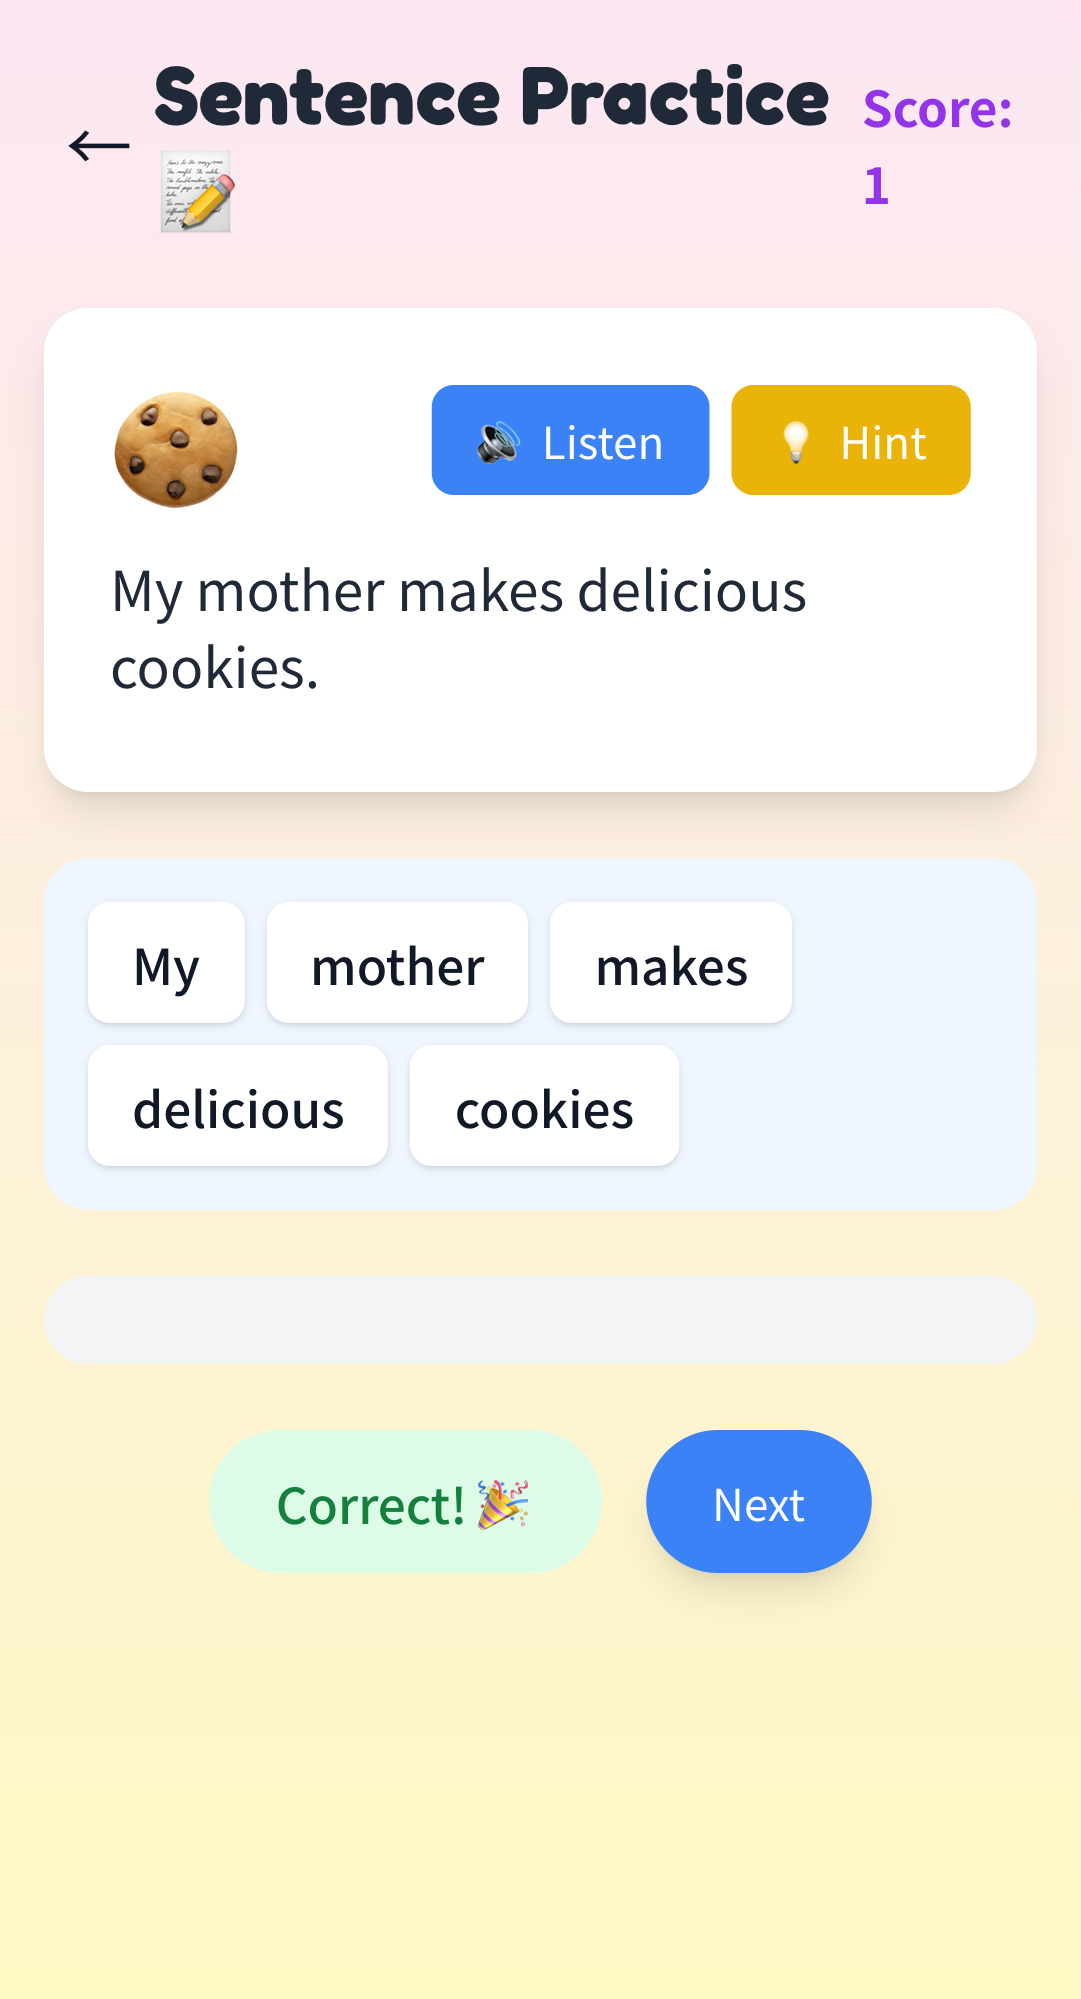 Sentence Practice
Score:
1
Listen
Hint
My mother makes delicious
cookies.
My
mother
makes
delicious
cookies
Correct!
Next